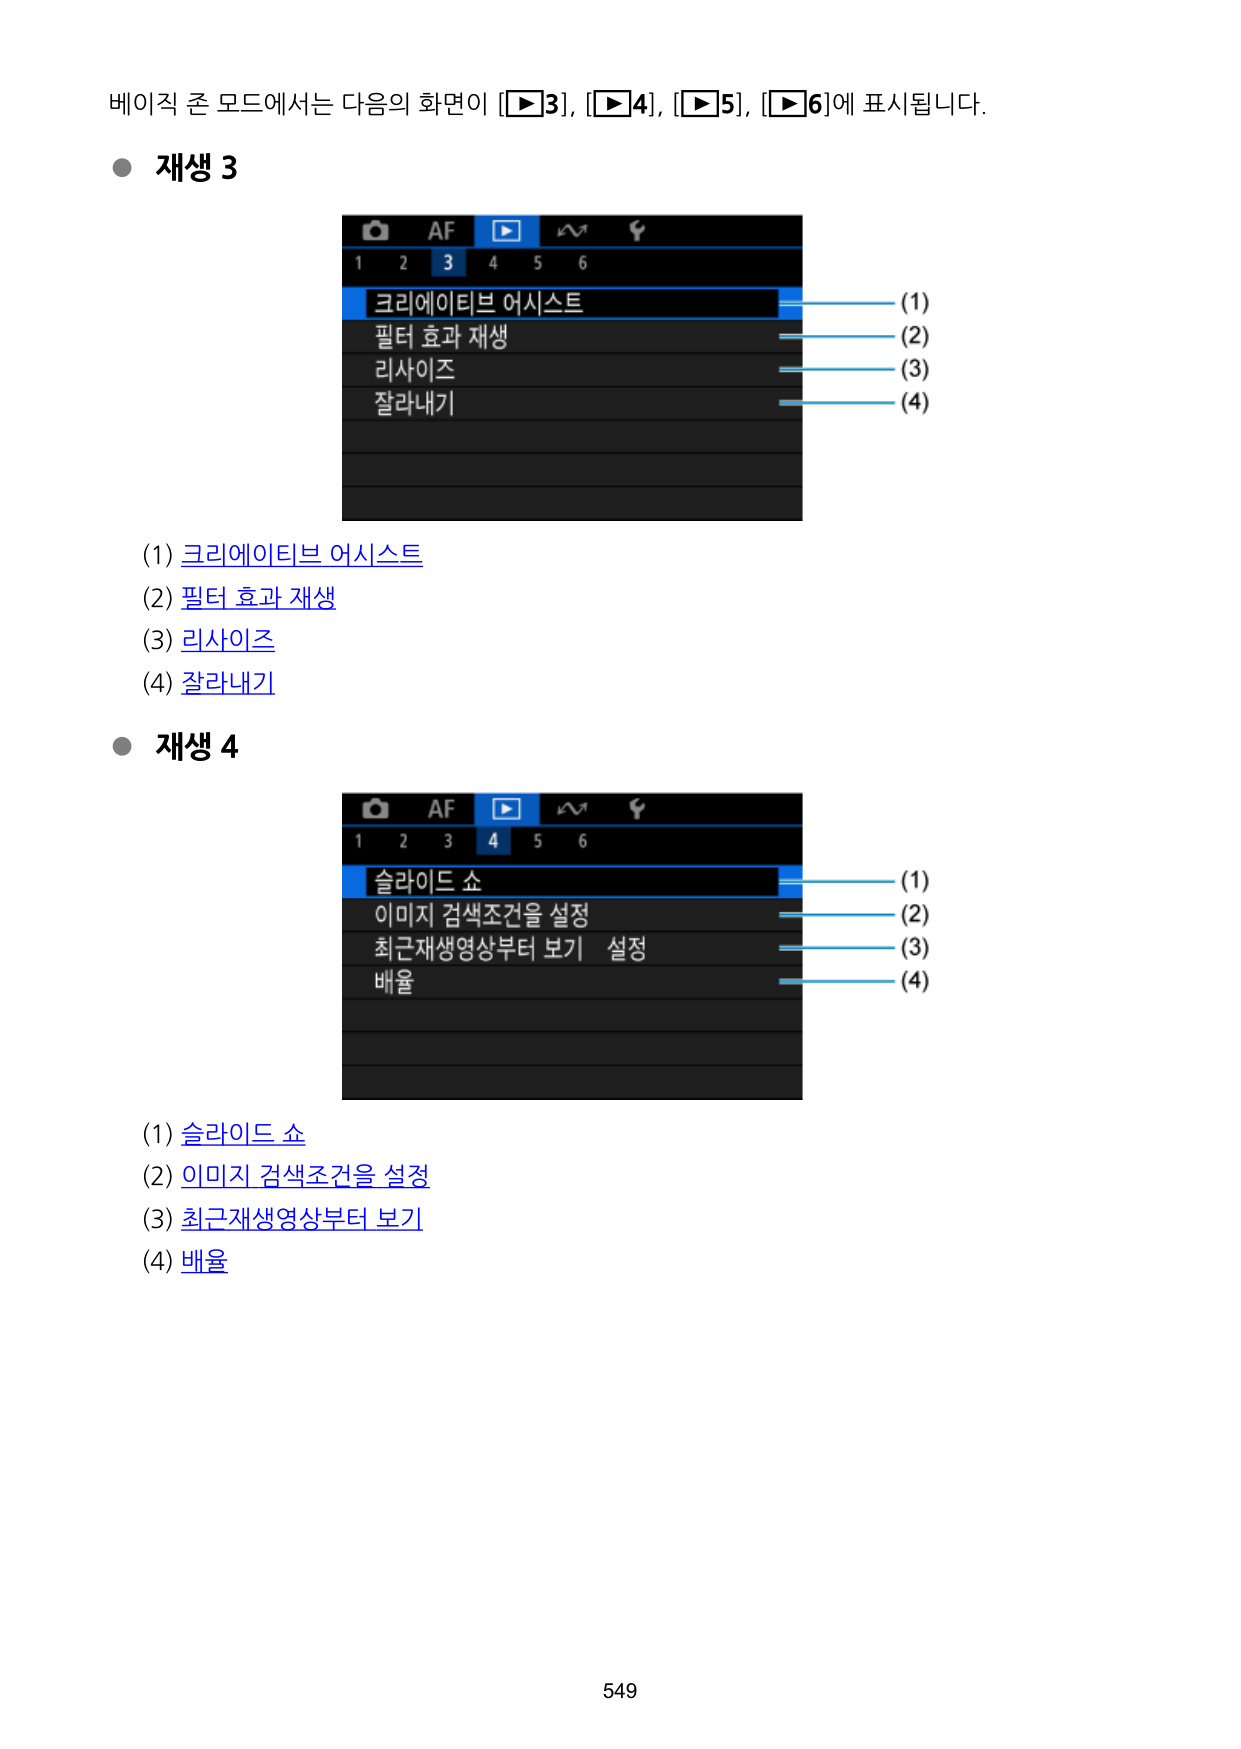 베이직 존 모드에서는 다음의 화면이 [▶3], [▶4], [▶5], [▶6]에 표시됩니다.
재생 3
AF
1 2 3 4 5 6
크리에이티브 어시스트 (1)
필터 효과 재생 (2)
리사이즈 (3)
잘라내기 (4)
(1) 크리에이티브 어시스트
(2) 필터 효과 재생
(3) 리사이즈
(4) 잘라내기
재생 4
AF
1 2 3 4 5 6
슬라이드 쇼 (1)
이미지 검색조건을 설정 (2)
최근재생영상부터 보기 설정 (3)
배율 (4)
(1) 슬라이드 쇼
(2) 이미지 검색조건을 설정
(3) 최근재생영상부터 보기
(4) 배율
549